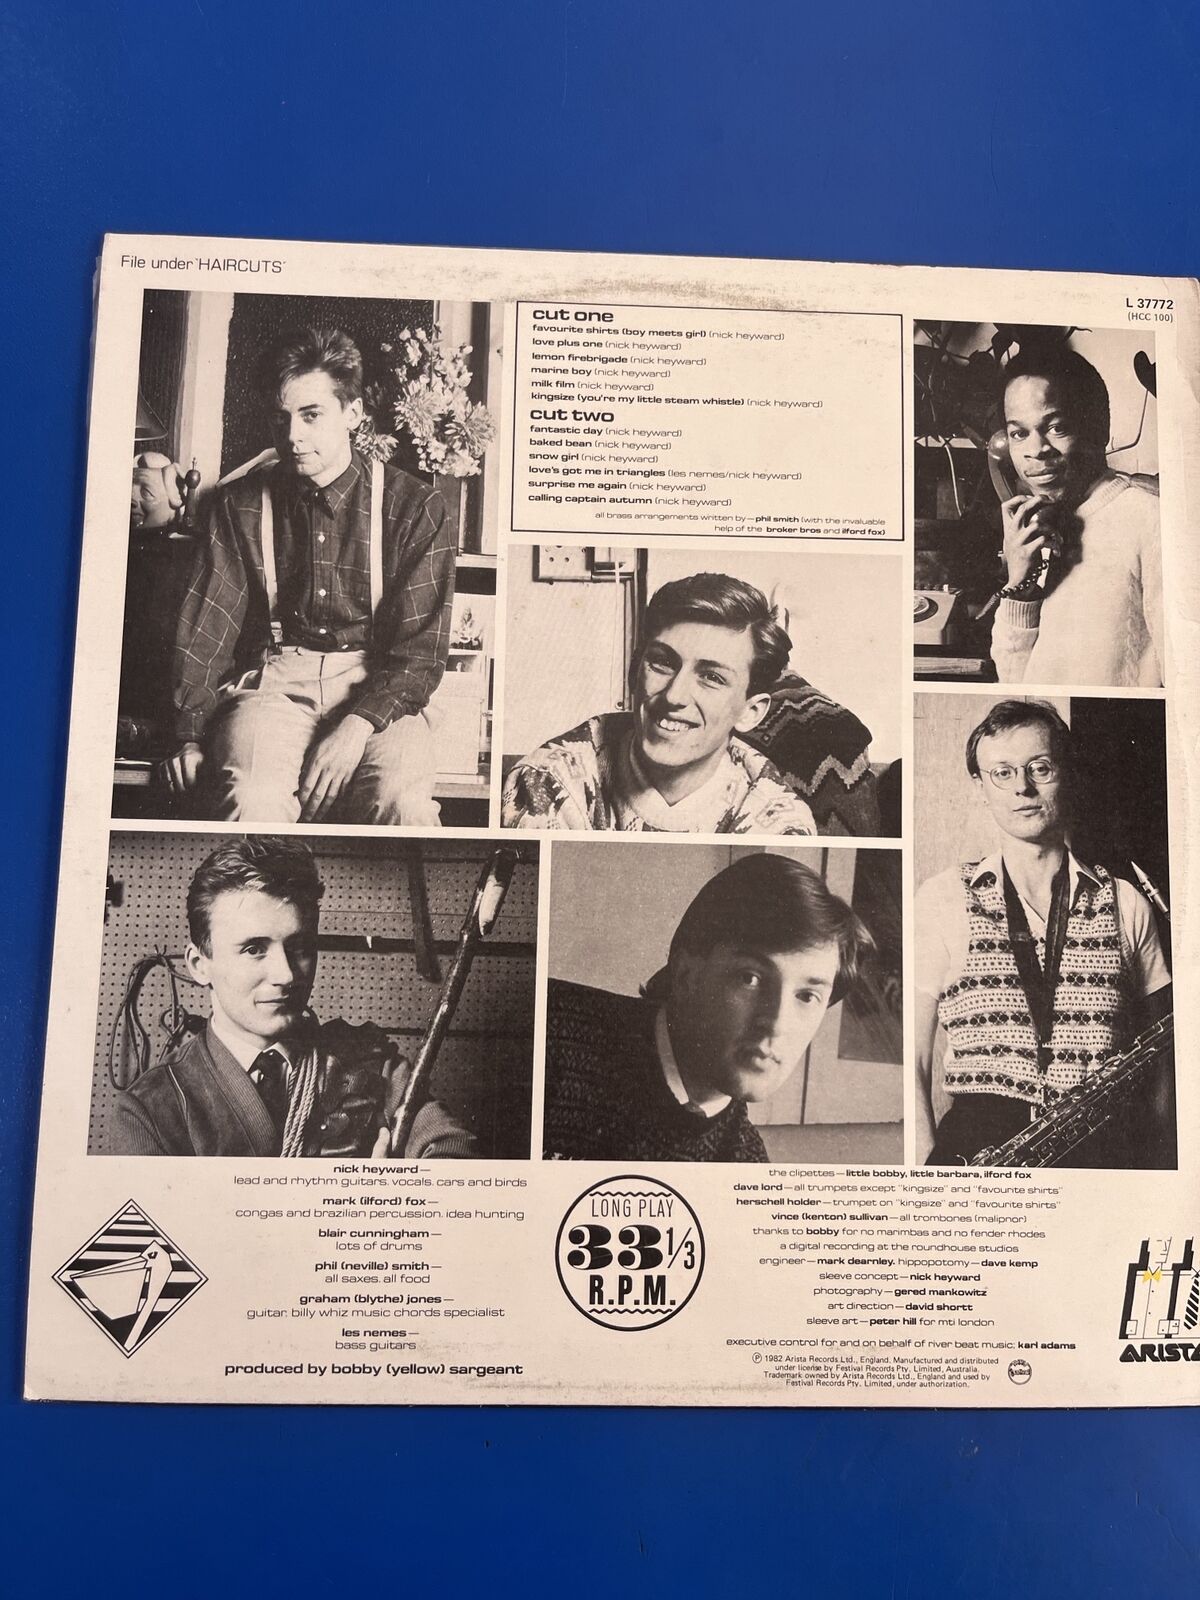 File under 'HAIRCUTS'
L 37772
(HCC 100)
cut one
favourite shirts (boy meets girl) (nick heyward)
love plus one (nick heyward)
lemon firebrigade (nick heyward)
marine boy (nick heyward)
milk film (nick heyward)
kingsize (you're my little steam whistle) (nick heyward)
cut two
fantastic day (nick heyward)
baked bean (nick heyward)
snow girl (nick heyward)
love's got me in triangles (les nemes/nick heyward)
surprise me again (nick heyward)
calling captain autumn (nick heyward)
all brass arrangements written by — phil smith (with the invaluable
help of the broker bros and ilford fox)
nick heyward —
lead and rhythm guitars. vocals. cars and birds
mark (ilford) fox —
congas and brazilian percussion. idea hunting
blair cunningham —
lots of drums
phil (neville) smith —
all saxes. all food
graham (blythe) jones —
guitar. billy whiz music chords specialist
les nemes —
bass guitars
produced by bobby (yellow) sargeant
LONG PLAY
33 1/3
R.P.M.
the clipettes — little bobby, little barbara, ilford fox
dave lord — all trumpets except "kingsize" and "favourite shirts"
herschell holder — trumpet on "kingsize" and "favourite shirts"
vince (kenton) sullivan — all trombones (malipnor)
thanks to bobby for no marimbas and no fender rhodes
a digital recording at the roundhouse studios
engineer — mark dearnley. hippopotomy — dave kemp
sleeve concept — nick heyward
photography — gered mankowitz
art direction — david shortt
sleeve art — peter hill for mti london
executive control for and on behalf of river beat music: karl adams
℗ 1982 Arista Records Ltd., England. Manufactured and distributed
under license by Festival Records Pty. Limited, Australia.
Trademark owned by Arista Records Ltd., England and used by
Festival Records Pty. Limited, under authorization.
ARISTA